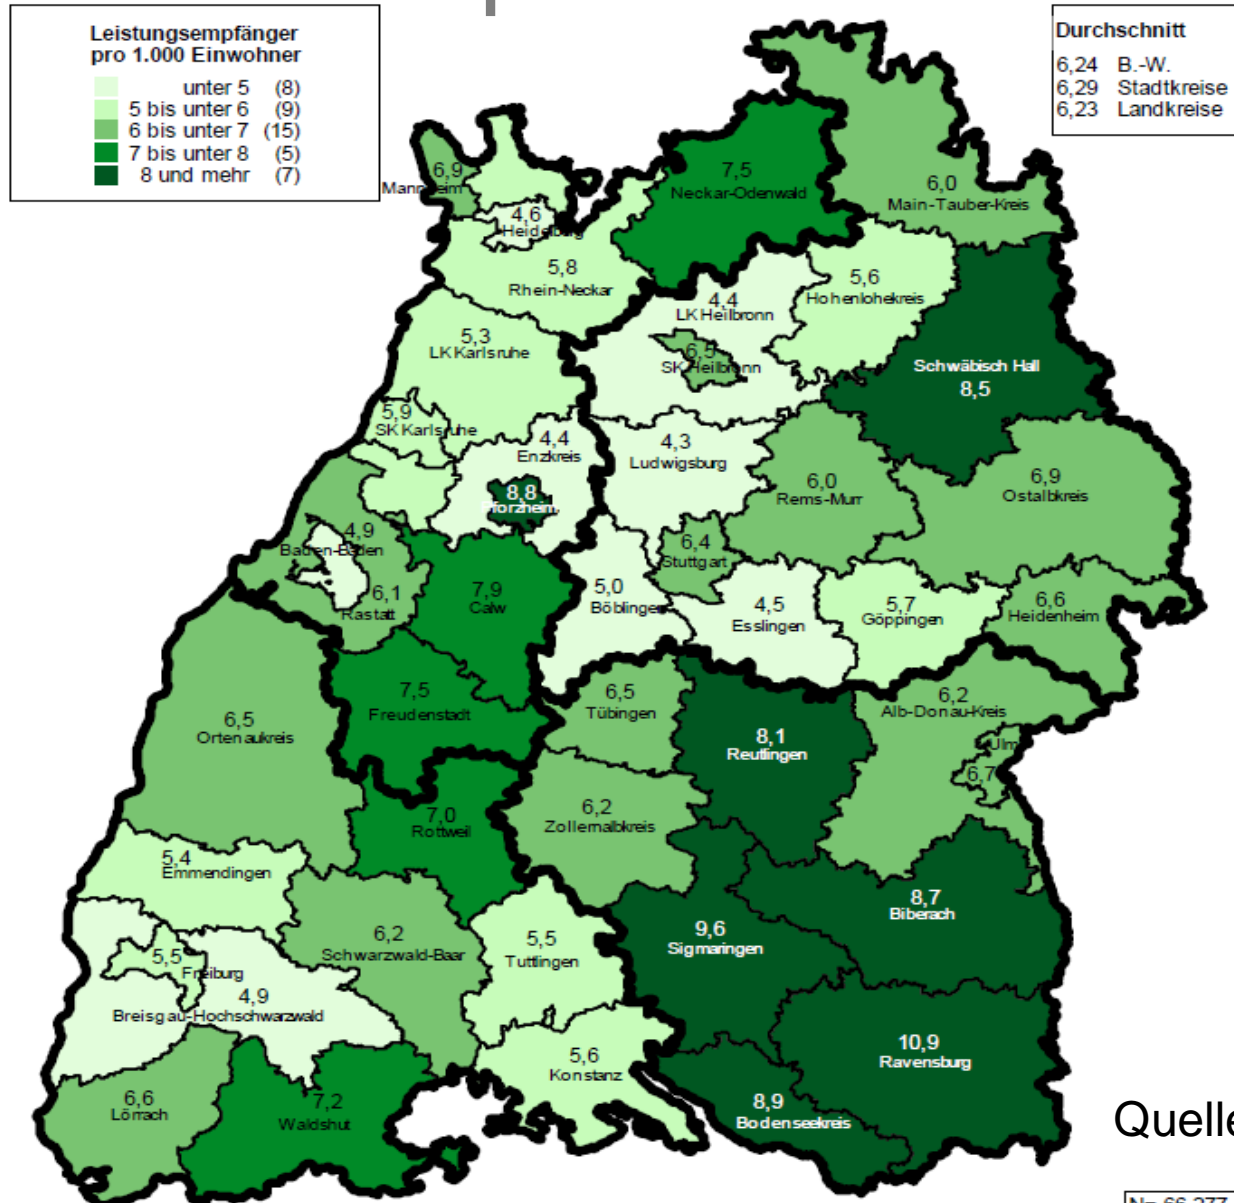 Leistungsempfänger
pro 1.000 Einwohner
unter 5 (8)
5 bis unter 6 (9)
6 bis unter 7 (15)
7 bis unter 8 (5)
8 und mehr (7)
Durchschnitt
6,24 B.-W.
6,29 Stadtkreise
6,23 Landkreise
6,9
Mannheim
7,5
Neckar-Odenwald
6,0
Main-Tauber-Kreis
4,6
Heidelburg
5,8
Rhein-Neckar
5,6
Hohenlohekreis
4,4
LK Heilbronn
5,3
LK Karlsruhe
6,5
SK Heilbronn
Schwäbisch Hall
8,5
5,9
SK Karlsruhe
4,4
Enzkreis
4,3
Ludwigsburg
6,0
Rems-Murr
6,9
Ostalbkreis
8,8
Pforzheim
4,9
Baden-Baden
6,4
Stuttgart
6,1
Rastatt
7,9
Calw
5,0
Böblingen
4,5
Esslingen
5,7
Göppingen
6,6
Heidenheim
7,5
Freudenstadt
6,5
Tübingen
6,2
Alb-Donau-Kreis
6,5
Ortenaukreis
8,1
Reutlingen
Ulm
6,7
7,0
Rottweil
6,2
Zollernalbkreis
5,4
Emmendingen
8,7
Biberach
6,2
Schwarzwald-Baar
5,5
Tuttlingen
9,6
Sigmaringen
5,5
Freiburg
4,9
Breisgau-Hochschwarzwald
5,6
Konstanz
10,9
Ravensburg
6,6
Lörrach
7,2
Waldshut
8,9
Bodenseekreis
Quelle